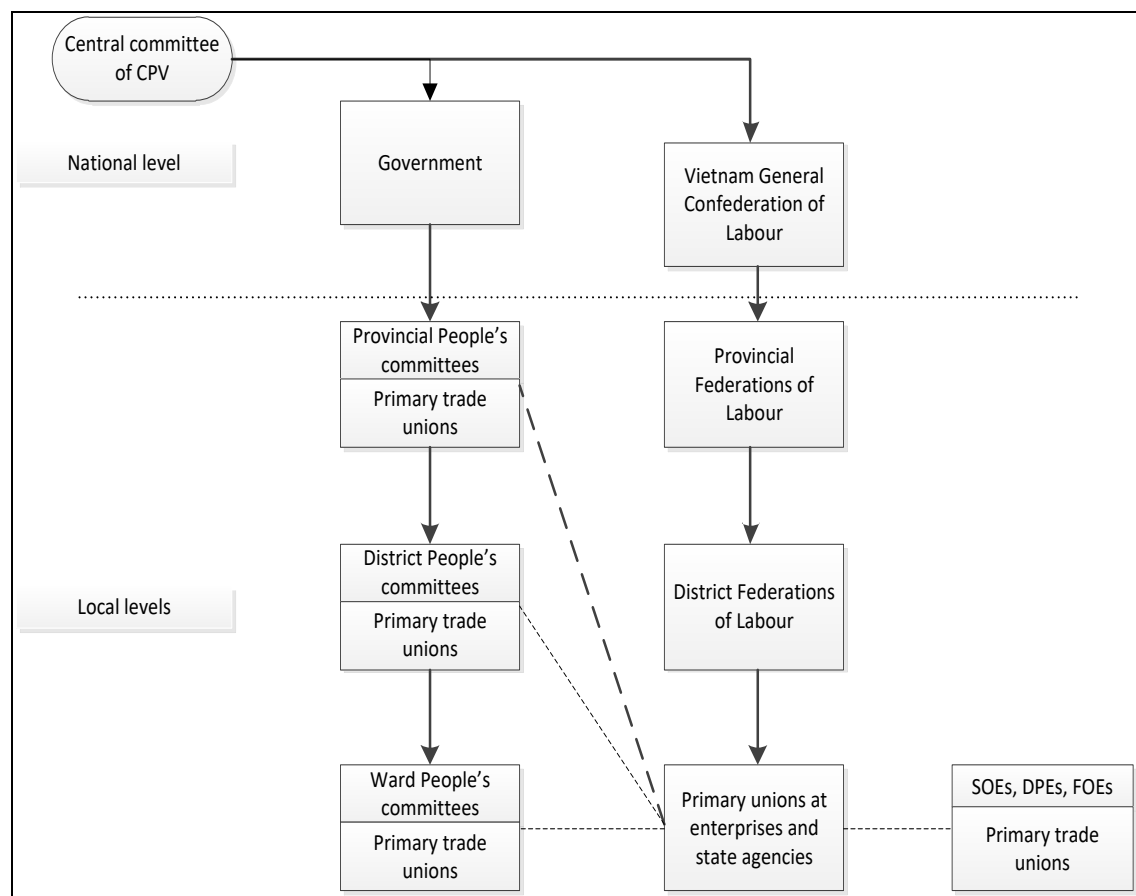 Central committee
of CPV
National level
Government
Vietnam General
Confederation of
Labour
Provincial People's
committees
Primary trade
unions
Provincial
Federations of
Labour
Local levels
District People's
committees
Primary trade
unions
District Federations
of Labour
Ward People's
committees
Primary trade
unions
Primary unions at
enterprises and
state agencies
SOEs, DPEs, FOEs
Primary trade
unions